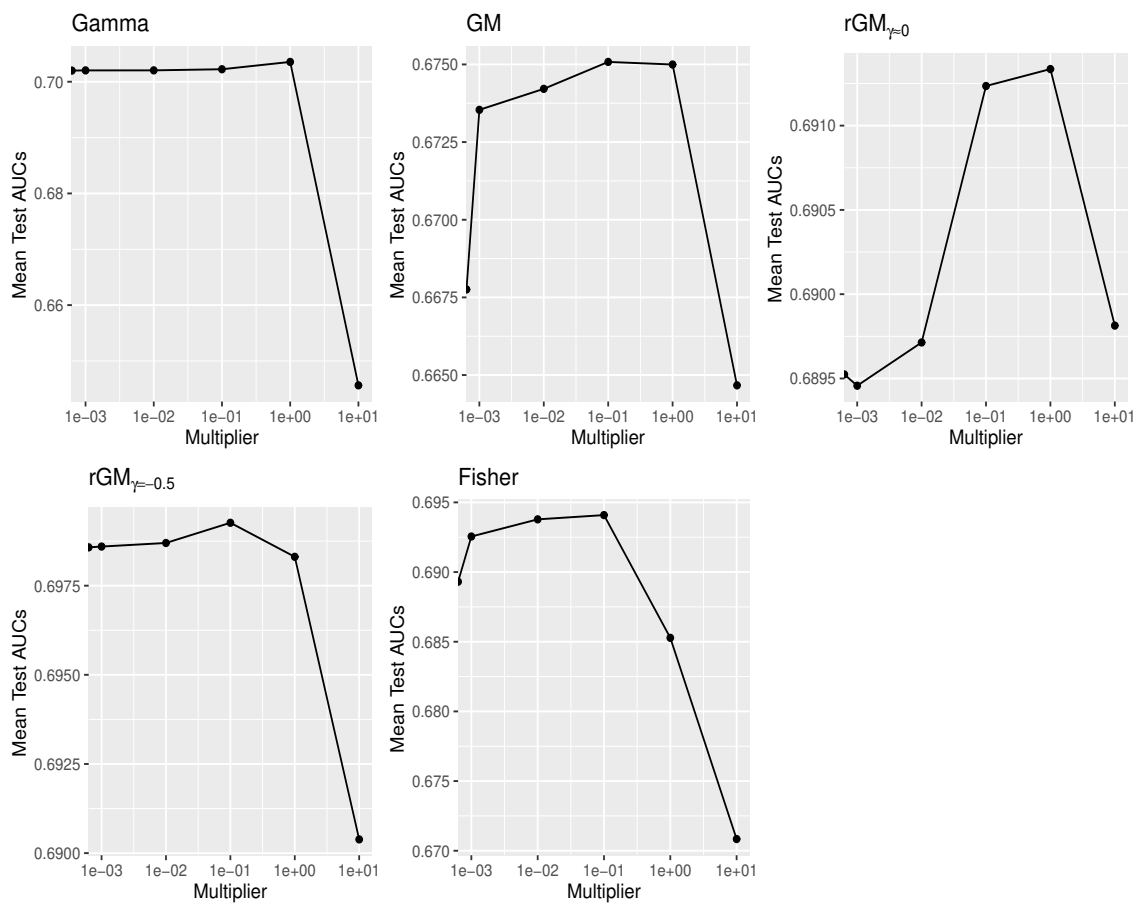 Gamma
Mean Test AUCs
0.70
0.68
0.66
1e−03 1e−02 1e−01 1e+00 1e+01
Multiplier
GM
Mean Test AUCs
0.6750
0.6725
0.6700
0.6675
0.6650
1e−03 1e−02 1e−01 1e+00 1e+01
Multiplier
rGMγ≈0
Mean Test AUCs
0.6910
0.6905
0.6900
0.6895
1e−03 1e−02 1e−01 1e+00 1e+01
Multiplier
rGMγ=−0.5
Mean Test AUCs
0.6975
0.6950
0.6925
0.6900
1e−03 1e−02 1e−01 1e+00 1e+01
Multiplier
Fisher
Mean Test AUCs
0.695
0.690
0.685
0.680
0.675
0.670
1e−03 1e−02 1e−01 1e+00 1e+01
Multiplier